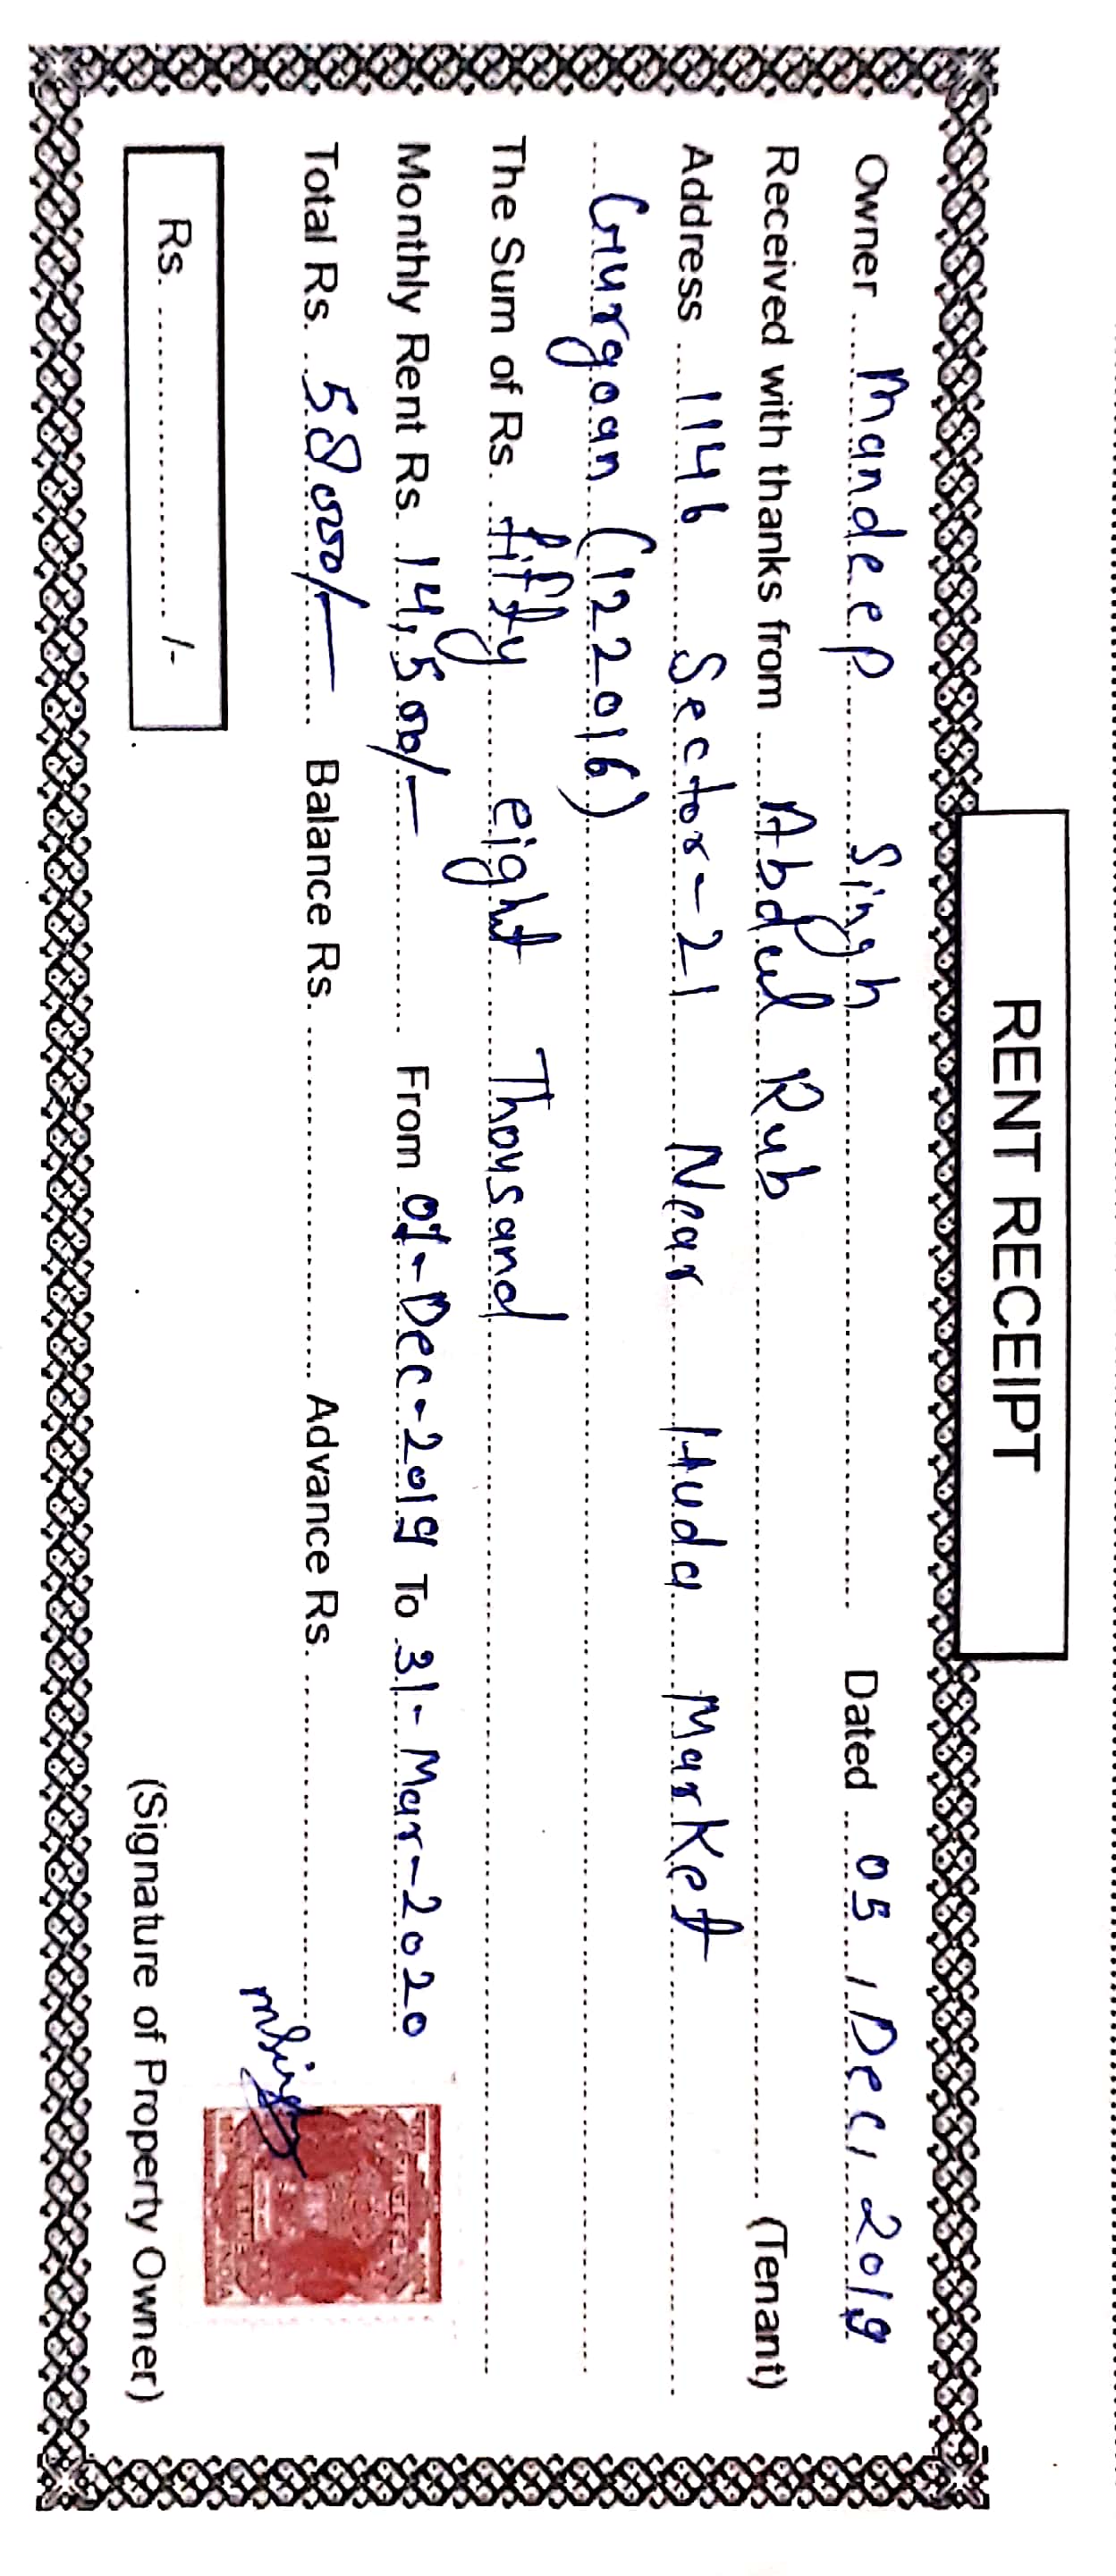 RENT RECEIPT
Owner Mandeep Singh Dated 05 / Dec / 2019
Received with thanks from Abdul Rub (Tenant)
Address 1146 Sector-21 Near Huda Market
Gurgoan (122016)
The Sum of Rs. fifty eight Thousand
Monthly Rent Rs. 14,500/- From 01-Dec-2019 To 31-Mar-2020
Total Rs. 58000/- Balance Rs. Advance Rs.
MSingh
Rs. /-
(Signature of Property Owner)